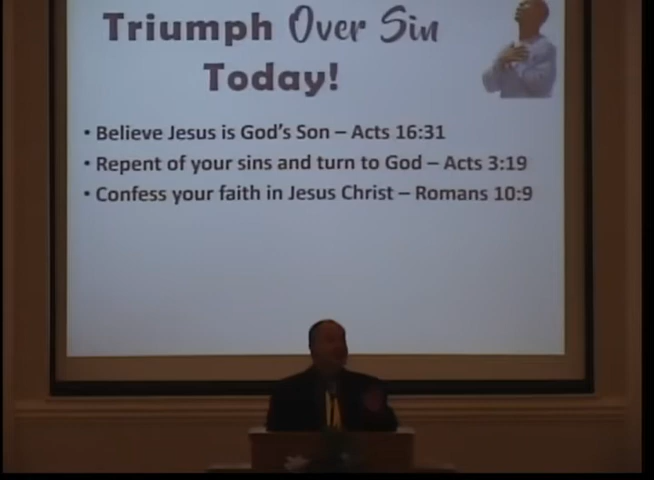 Triumph Over Sin
Today!
• Believe Jesus is God's Son – Acts 16:31
• Repent of your sins and turn to God – Acts 3:19
• Confess your faith in Jesus Christ – Romans 10:9